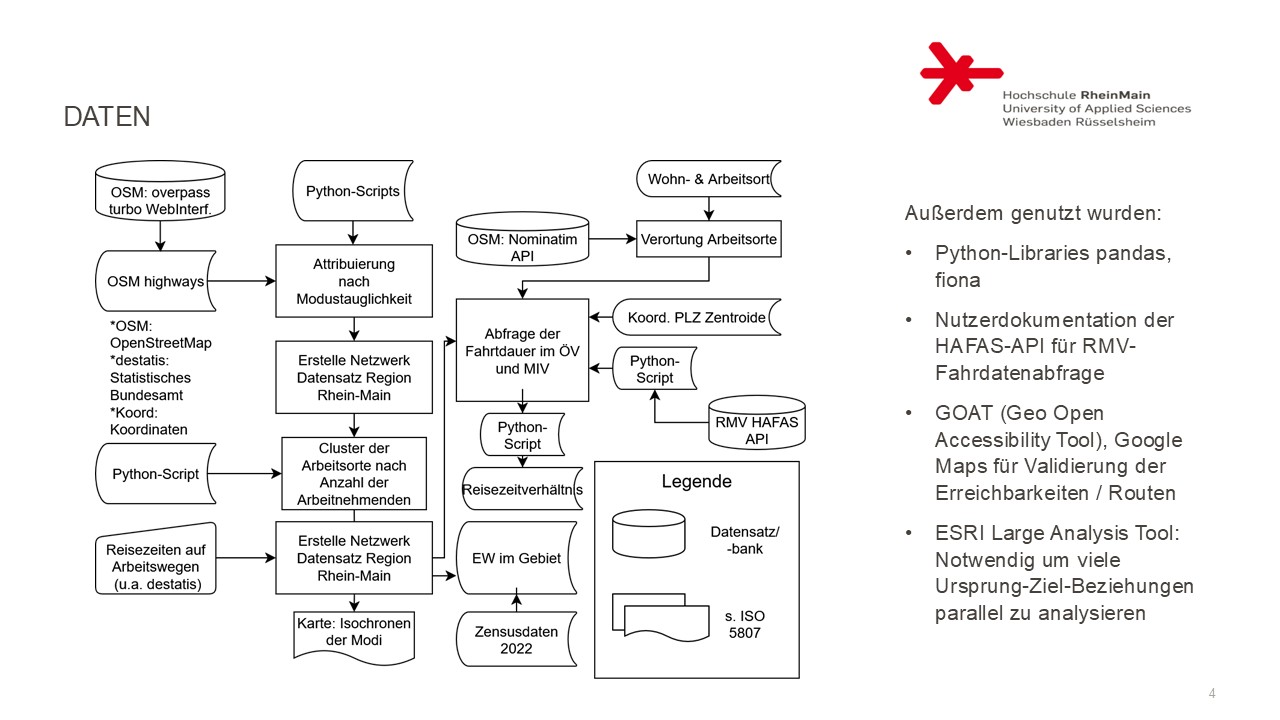 Hochschule RheinMain
University of Applied Sciences
Wiesbaden Rüsselsheim
DATEN
OSM: overpass
turbo WebInterf.
OSM highways
*OSM:
OpenStreetMap
*destatis:
Statistisches
Bundesamt
*Koord:
Koordinaten
Python-Script
Reisezeiten auf
Arbeitswegen
(u.a. destatis)
Python-Scripts
Attribuierung
nach
Modustauglichkeit
Erstelle Netzwerk
Datensatz Region
Rhein-Main
Cluster der
Arbeitsorte nach
Anzahl der
Arbeitnehmenden
Erstelle Netzwerk
Datensatz Region
Rhein-Main
Karte: Isochronen
der Modi
Wohn- & Arbeitsort
OSM: Nominatim
API
Verortung Arbeitsorte
Abfrage der
Fahrtdauer im ÖV
und MIV
Koord. PLZ Zentroide
Python-
Script
RMV HAFAS
API
Python-
Script
Reisezeitverhältnis
EW im Gebiet
Zensusdaten
2022
Legende
Datensatz/
-bank
s. ISO
5807
Außerdem genutzt wurden:
• Python-Libraries pandas,
fiona
• Nutzerdokumentation der
HAFAS-API für RMV-
Fahrdatenabfrage
• GOAT (Geo Open
Accessibility Tool), Google
Maps für Validierung der
Erreichbarkeiten / Routen
• ESRI Large Analysis Tool:
Notwendig um viele
Ursprung-Ziel-Beziehungen
parallel zu analysieren
4